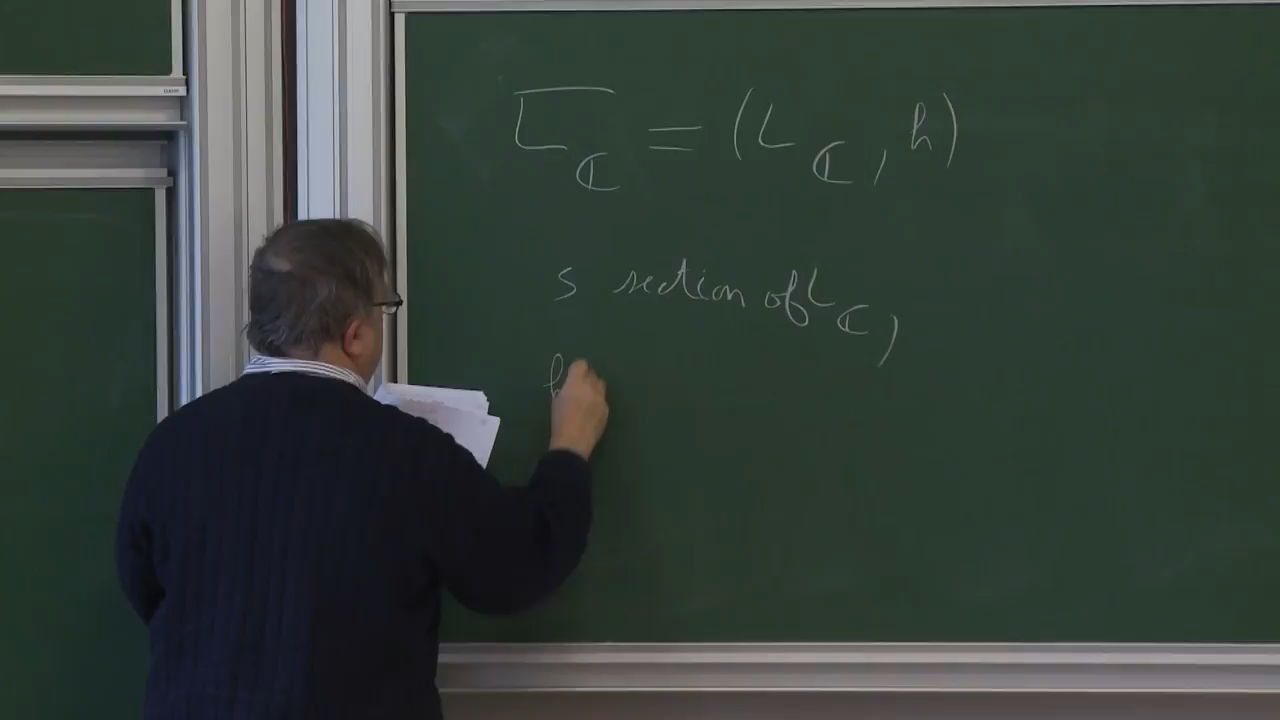 L̅_ℂ = (L_ℂ, h)
s section of L_ℂ,
h